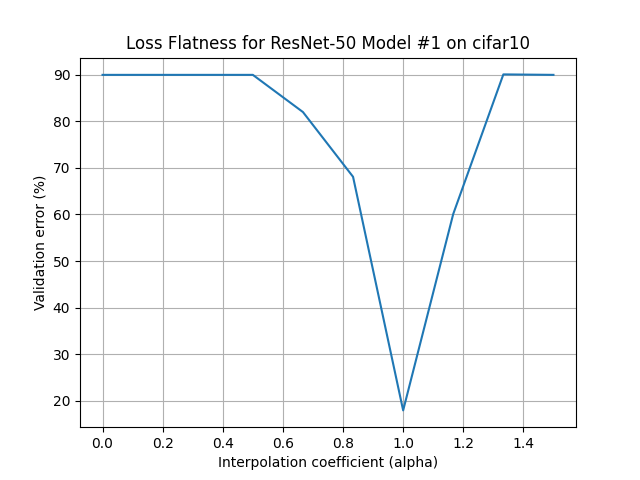 Loss Flatness for ResNet-50 Model #1 on cifar10
90
80
70
60
50
40
30
20
Validation error (%)
0.0 0.2 0.4 0.6 0.8 1.0 1.2 1.4
Interpolation coefficient (alpha)